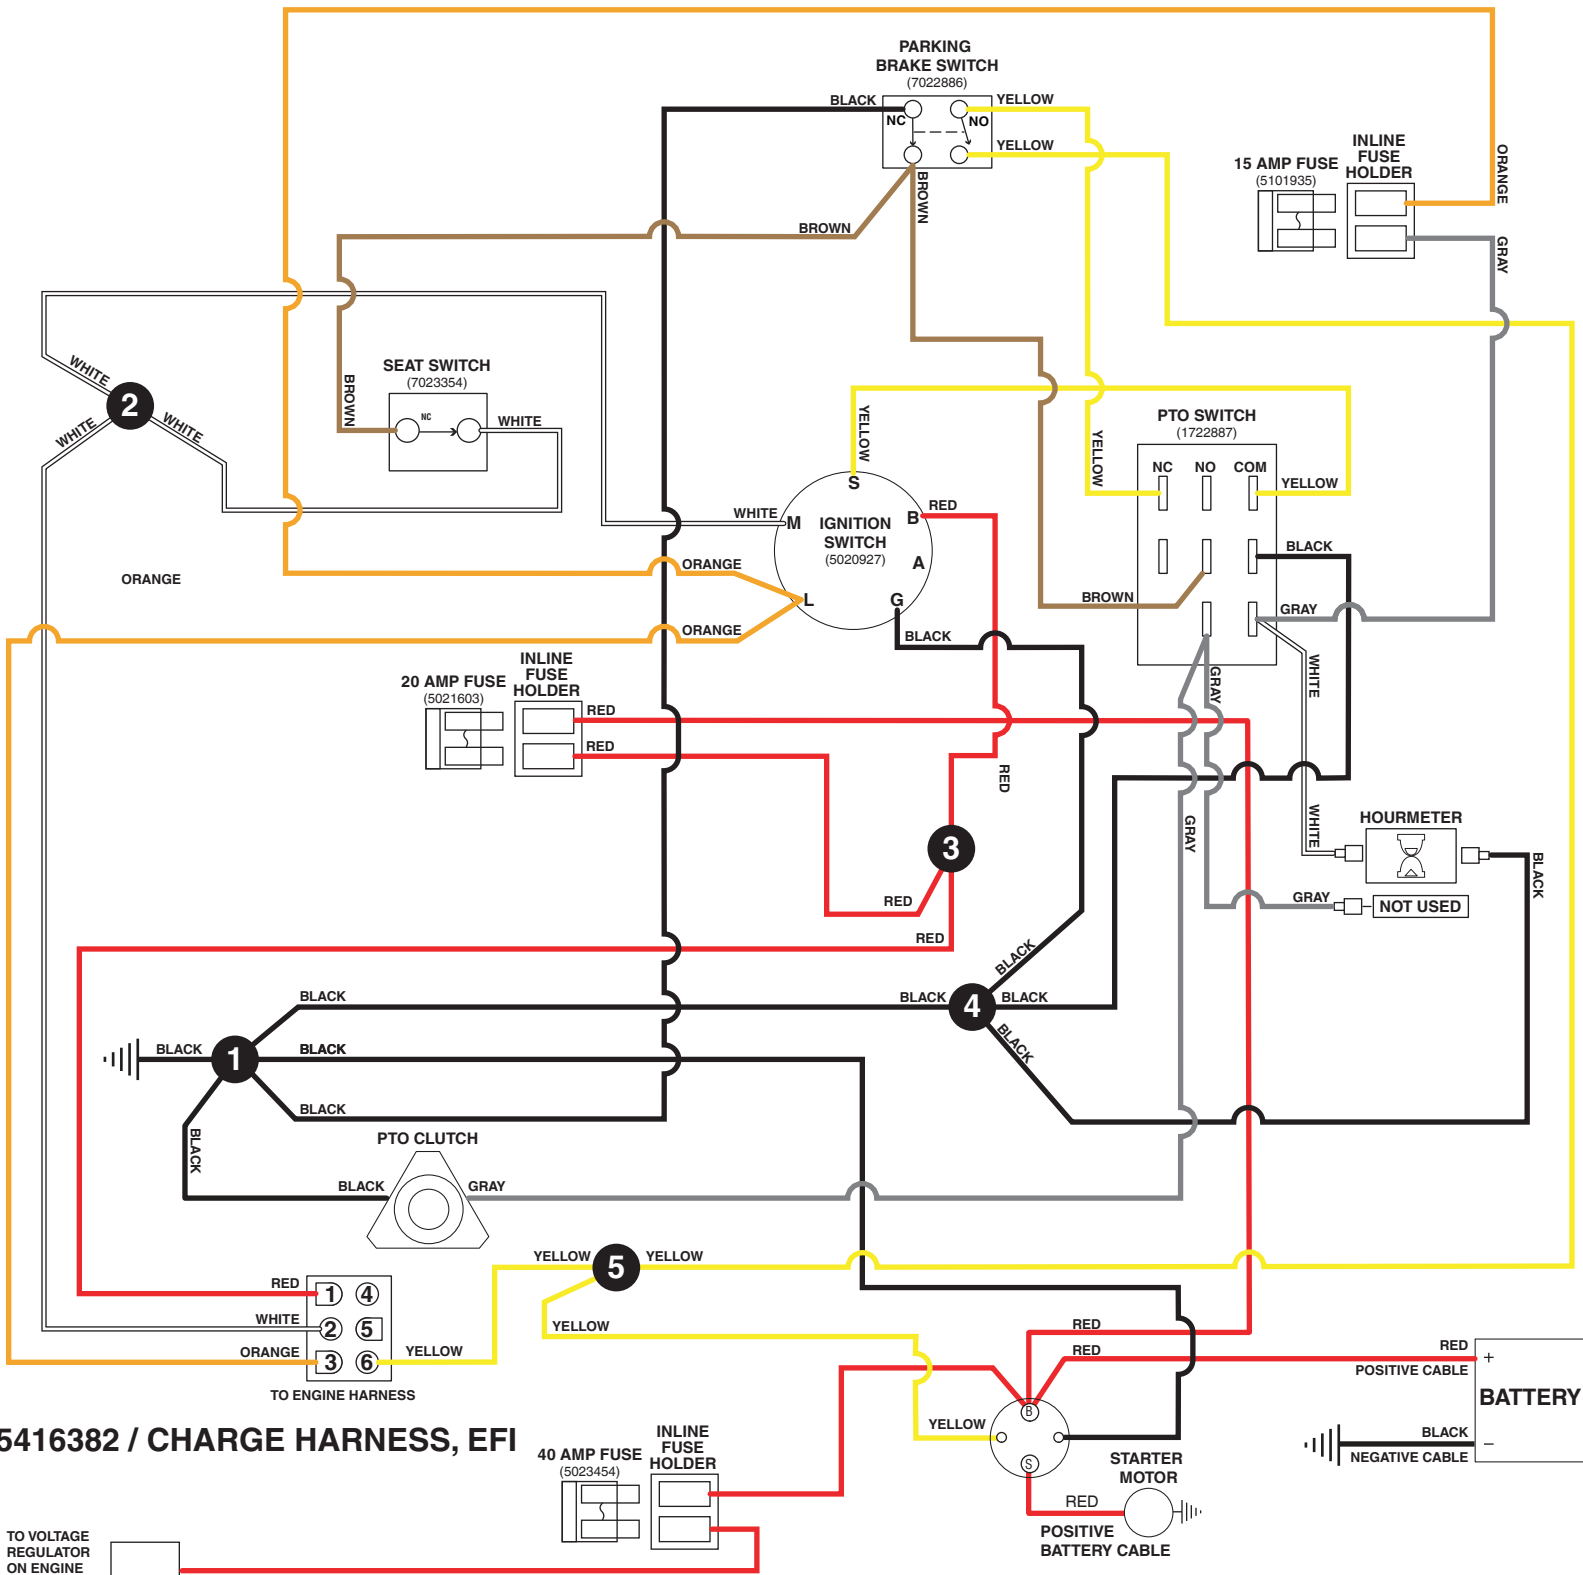 PARKING
BRAKE SWITCH
(7022886)
BLACK
YELLOW
NC
NO
YELLOW
BROWN
BROWN
15 AMP FUSE
(5101935)
INLINE
FUSE
HOLDER
ORANGE
GRAY
WHITE
2
WHITE
WHITE
SEAT SWITCH
(7023354)
BROWN
NC
WHITE
YELLOW
YELLOW
PTO SWITCH
(1722887)
NC
NO
COM
YELLOW
S
WHITE
M
IGNITION
SWITCH
(5020927)
B
RED
A
BLACK
ORANGE
ORANGE
L
G
BROWN
GRAY
ORANGE
BLACK
INLINE
FUSE
HOLDER
20 AMP FUSE
(5021603)
RED
RED
GRAY
WHITE
RED
GRAY
WHITE
HOURMETER
3
BLACK
RED
GRAY
NOT USED
RED
BLACK
BLACK
BLACK
4
BLACK
BLACK
BLACK
1
BLACK
BLACK
BLACK
PTO CLUTCH
BLACK
GRAY
YELLOW
5
YELLOW
RED
1
4
WHITE
2
5
YELLOW
ORANGE
3
6
YELLOW
TO ENGINE HARNESS
RED
RED
RED
POSITIVE CABLE
+
BATTERY
BLACK
NEGATIVE CABLE
–
5416382 / CHARGE HARNESS, EFI
YELLOW
B
S
40 AMP FUSE
(5023454)
INLINE
FUSE
HOLDER
STARTER
MOTOR
RED
POSITIVE
BATTERY CABLE
TO VOLTAGE
REGULATOR
ON ENGINE